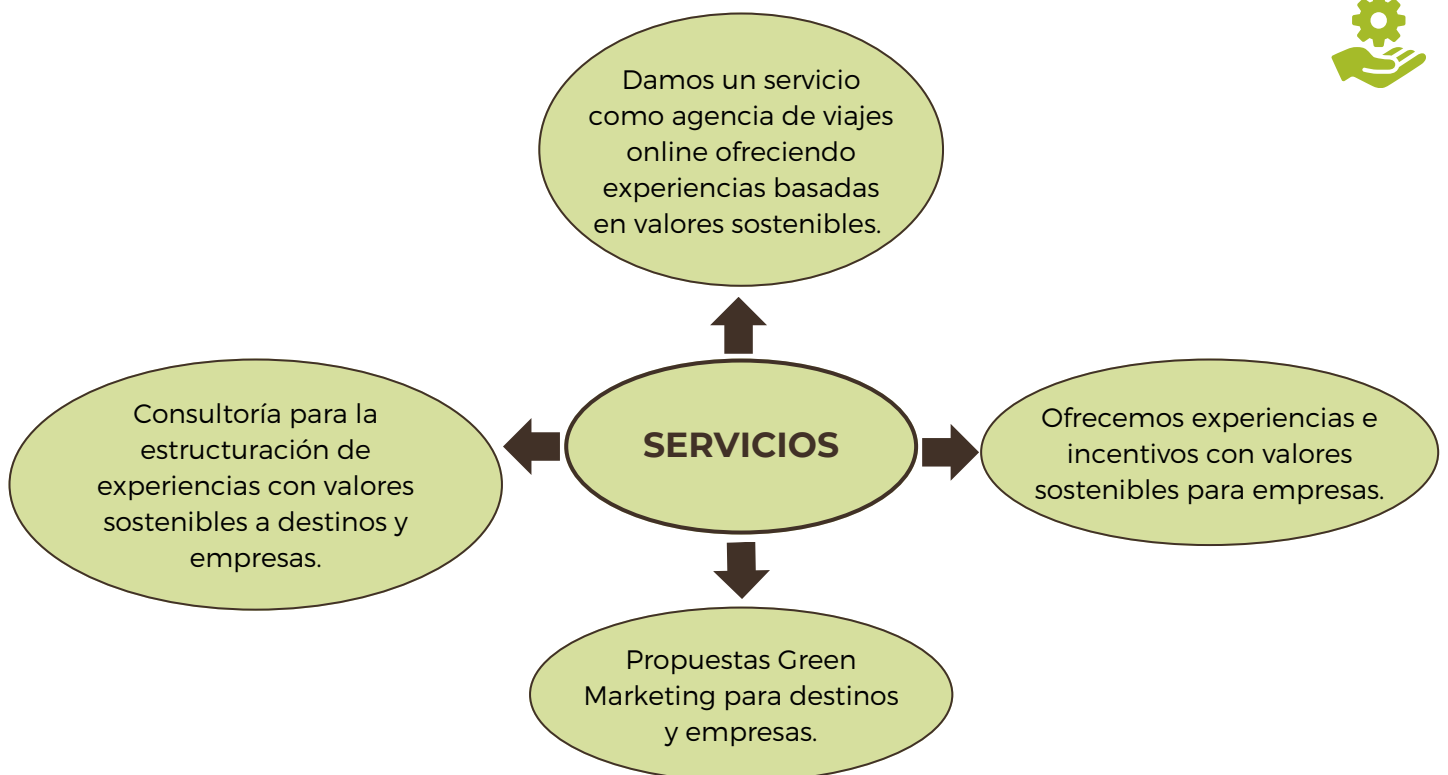 Damos un servicio
como agencia de viajes
online ofreciendo
experiencias basadas
en valores sostenibles.
Consultoría para la
estructuración de
experiencias con valores
sostenibles a destinos y
empresas.
SERVICIOS
Ofrecemos experiencias e
incentivos con valores
sostenibles para empresas.
Propuestas Green
Marketing para destinos
y empresas.